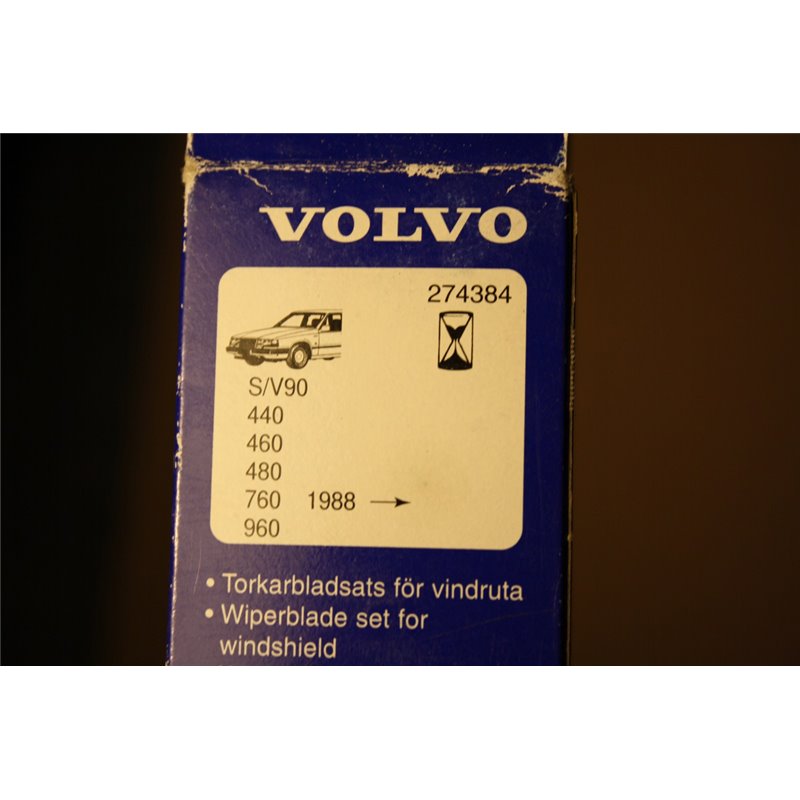 VOLVO
274384
S/V90
440
460
480
760 1988 →
960
• Torkarbladsats för vindruta
• Wiperblade set for
windshield